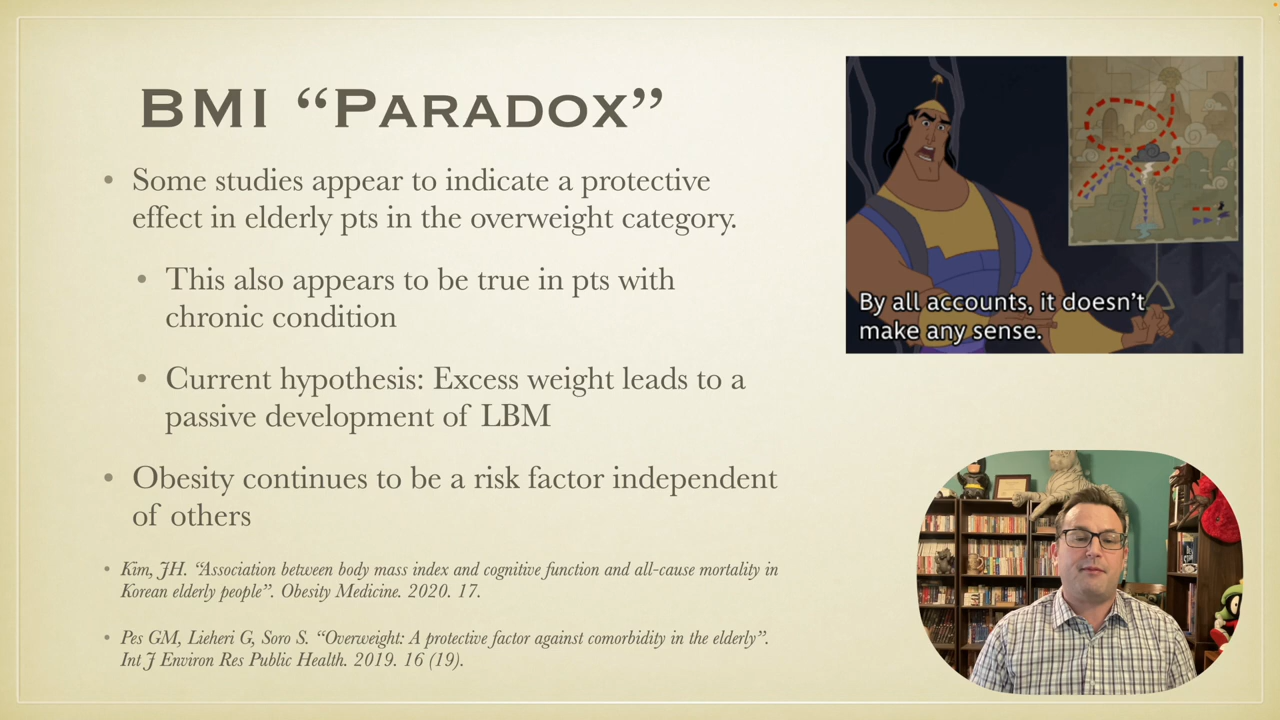 BMI “Paradox”
• Some studies appear to indicate a protective
effect in elderly pts in the overweight category.
• This also appears to be true in pts with
chronic condition
• Current hypothesis: Excess weight leads to a
passive development of LBM
• Obesity continues to be a risk factor independent
of others
• Kim, JH. “Association between body mass index and cognitive function and all-cause mortality in
Korean elderly people”. Obesity Medicine. 2020. 17.
• Pes GM, Lieheri G, Soro S. “Overweight: A protective factor against comorbidity in the elderly”.
Int J Environ Res Public Health. 2019. 16 (19).
By all accounts, it doesn’t
make any sense.